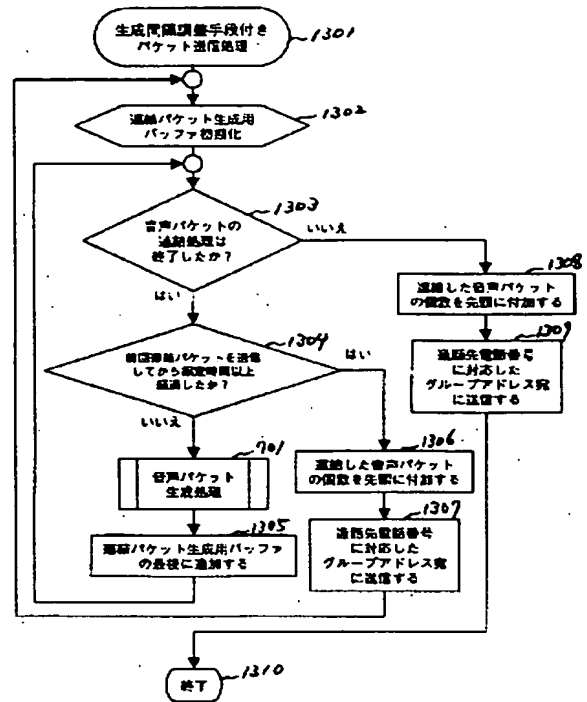 生成間隔調整手段付き
パケット送信処理
1301
連結パケット生成用
バッファ初期化
1302
音声パケットの
連結処理は
終了したか?
1303
いいえ
はい
前回連結パケットを送信
してから規定時間以上
経過したか?
1304
はい
いいえ
連結した音声パケット
の個数を先頭に付加する
1308
通話先電話番号
に対応した
グループアドレス宛
に送信する
1309
音声パケット
生成処理
701
連結した音声パケット
の個数を先頭に付加する
1306
連結パケット生成用バッファ
の最後に追加する
1305
通話先電話番号
に対応した
グループアドレス宛
に送信する
1307
終了
1310